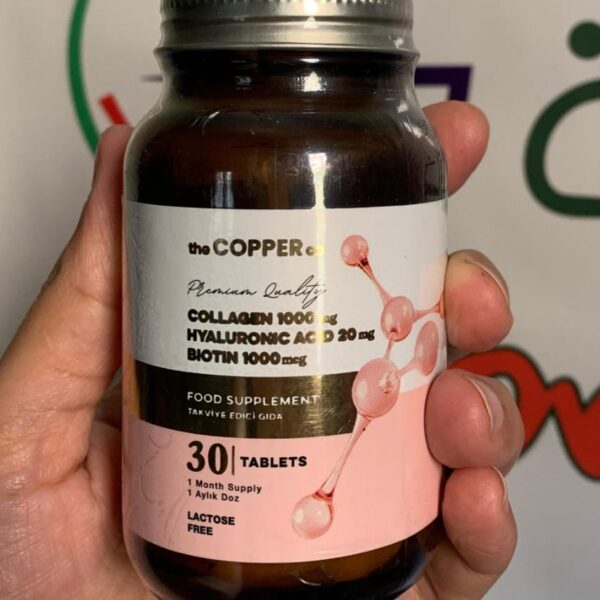 the COPPER co
Premium Quality
COLLAGEN 1000 mg
HYALURONIC ACID 20 mg
BIOTIN 1000 mcg
FOOD SUPPLEMENT
TAKVİYE EDİCİ GIDA
30 TABLETS
1 Month Supply
1 Aylık Doz
LACTOSE
FREE